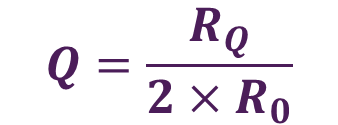 Q = R_Q / (2 × R_0)